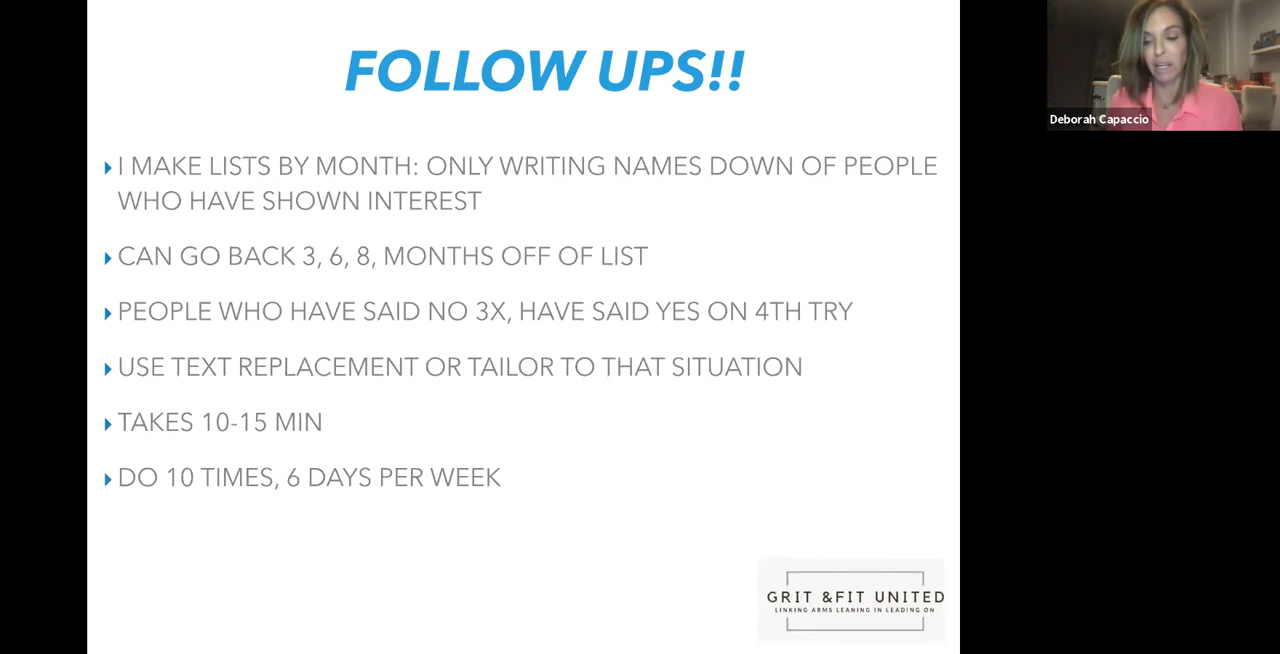 FOLLOW UPS!!
I MAKE LISTS BY MONTH: ONLY WRITING NAMES DOWN OF PEOPLE
WHO HAVE SHOWN INTEREST
CAN GO BACK 3, 6, 8, MONTHS OFF OF LIST
PEOPLE WHO HAVE SAID NO 3X, HAVE SAID YES ON 4TH TRY
USE TEXT REPLACEMENT OR TAILOR TO THAT SITUATION
TAKES 10-15 MIN
DO 10 TIMES, 6 DAYS PER WEEK
GRIT &FIT UNITED
LINKING ARMS LEANING IN LEADING ON
Deborah Capaccio